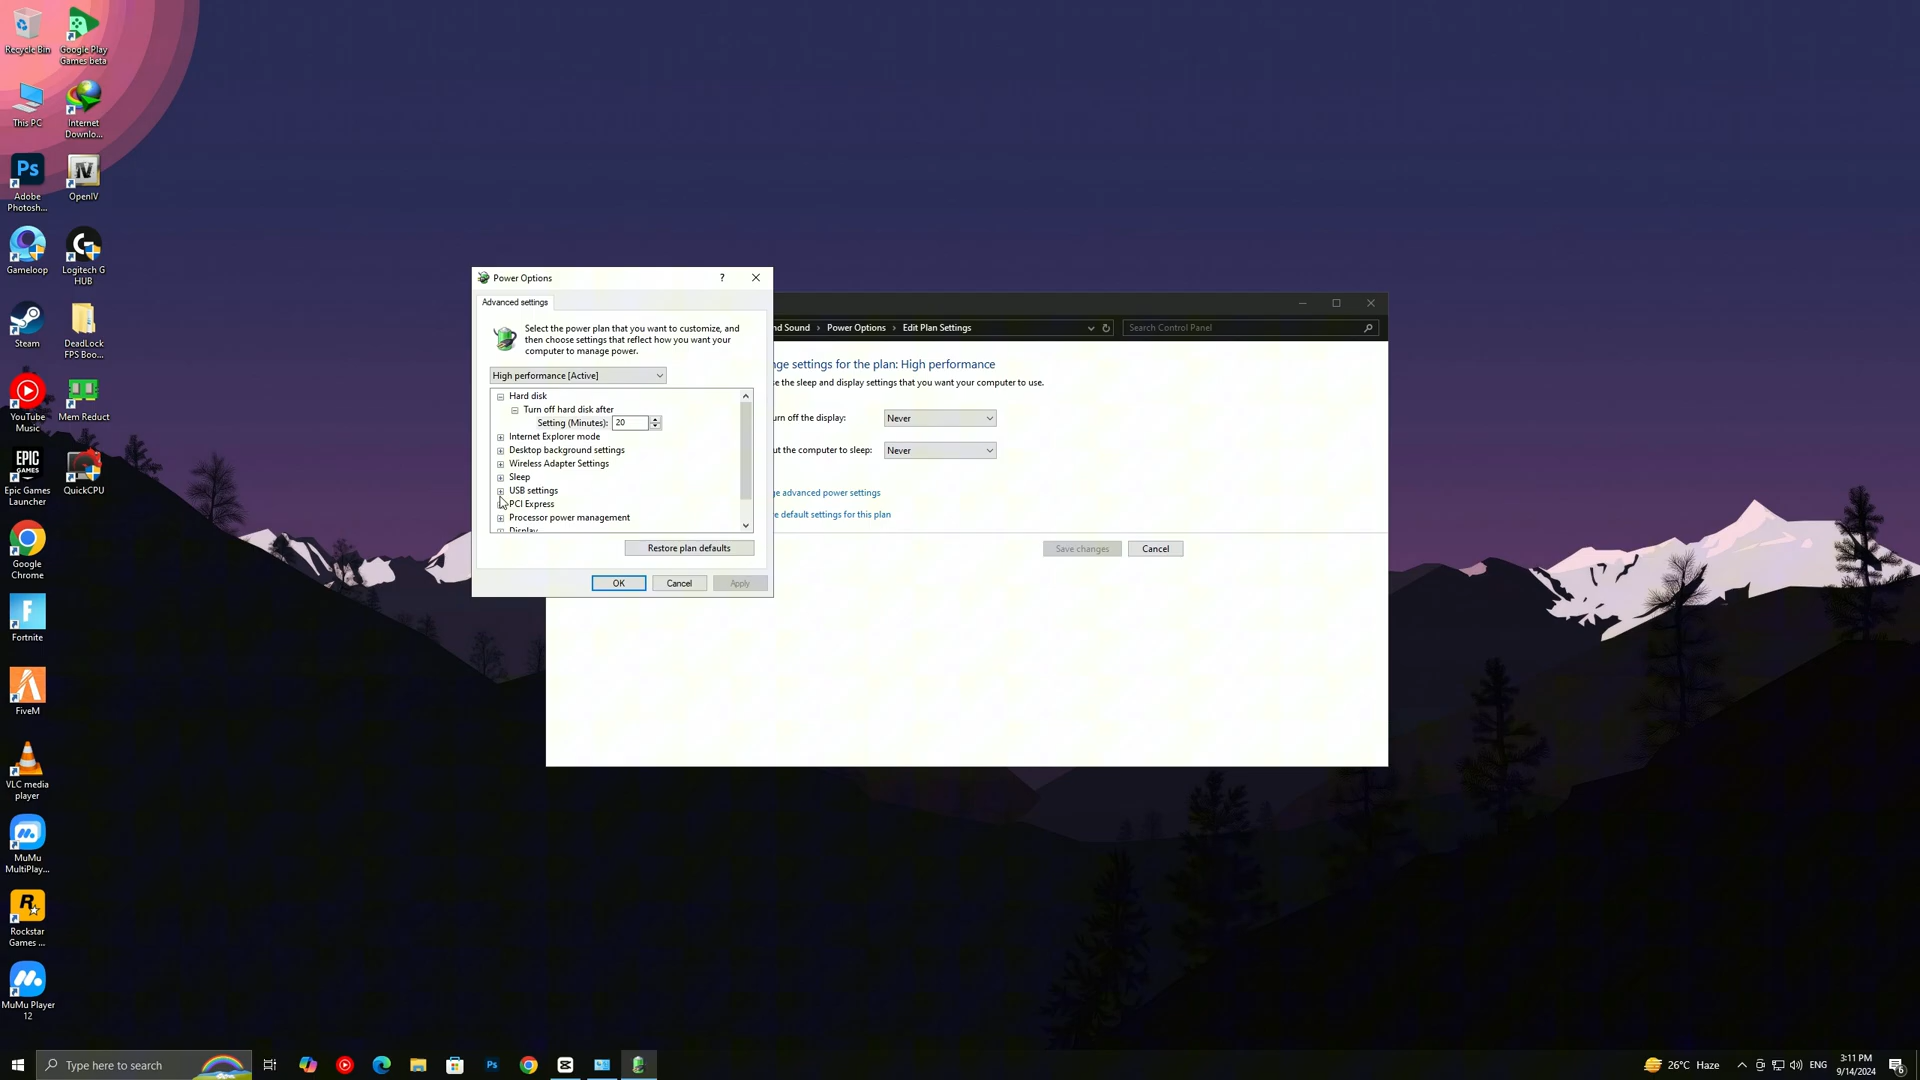 Recycle Bin
Google Play
Games beta
This PC
Internet
Downlo...
Ps
Adobe
Photosh...
IV
OpenIV
Gameloop
G
Logitech G
HUB
Steam
DeadLock
FPS Boo...
YouTube
Music
Mem Reduct
EPIC
GAMES
Epic Games
Launcher
QuickCPU
Google
Chrome
F
Fortnite
FiveM
VLC media
player
MuMu
MultiPlay...
R
Rockstar
Games ...
MuMu Player
12
Power Options
?
Advanced settings
Select the power plan that you want to customize, and
then choose settings that reflect how you want your
computer to manage power.
High performance [Active]
Hard disk
Turn off hard disk after
Setting (Minutes): 20
Internet Explorer mode
Desktop background settings
Wireless Adapter Settings
Sleep
USB settings
PCI Express
Processor power management
Display
Restore plan defaults
OK
Cancel
Apply
nd Sound › Power Options › Edit Plan Settings
Search Control Panel
ge settings for the plan: High performance
e the sleep and display settings that you want your computer to use.
urn off the display:
Never
ut the computer to sleep:
Never
ge advanced power settings
e default settings for this plan
Save changes
Cancel
Type here to search
Ps
26°C Haze
ENG
3:11 PM
9/14/2024
6